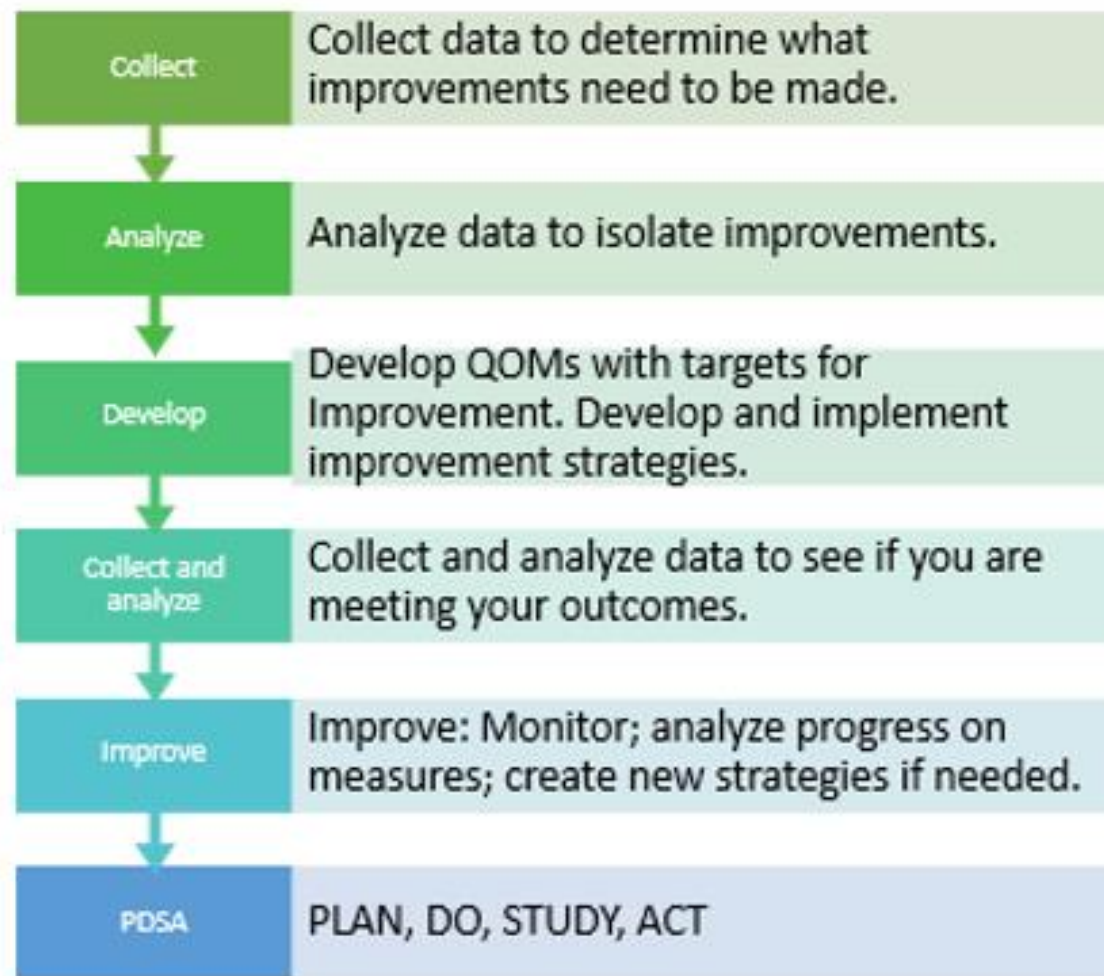 Collect
Collect data to determine what
improvements need to be made.
Analyze
Analyze data to isolate improvements.
Develop
Develop QOMs with targets for
Improvement. Develop and implement
improvement strategies.
Collect and
analyze
Collect and analyze data to see if you are
meeting your outcomes.
Improve
Improve: Monitor; analyze progress on
measures; create new strategies if needed.
PDSA
PLAN, DO, STUDY, ACT